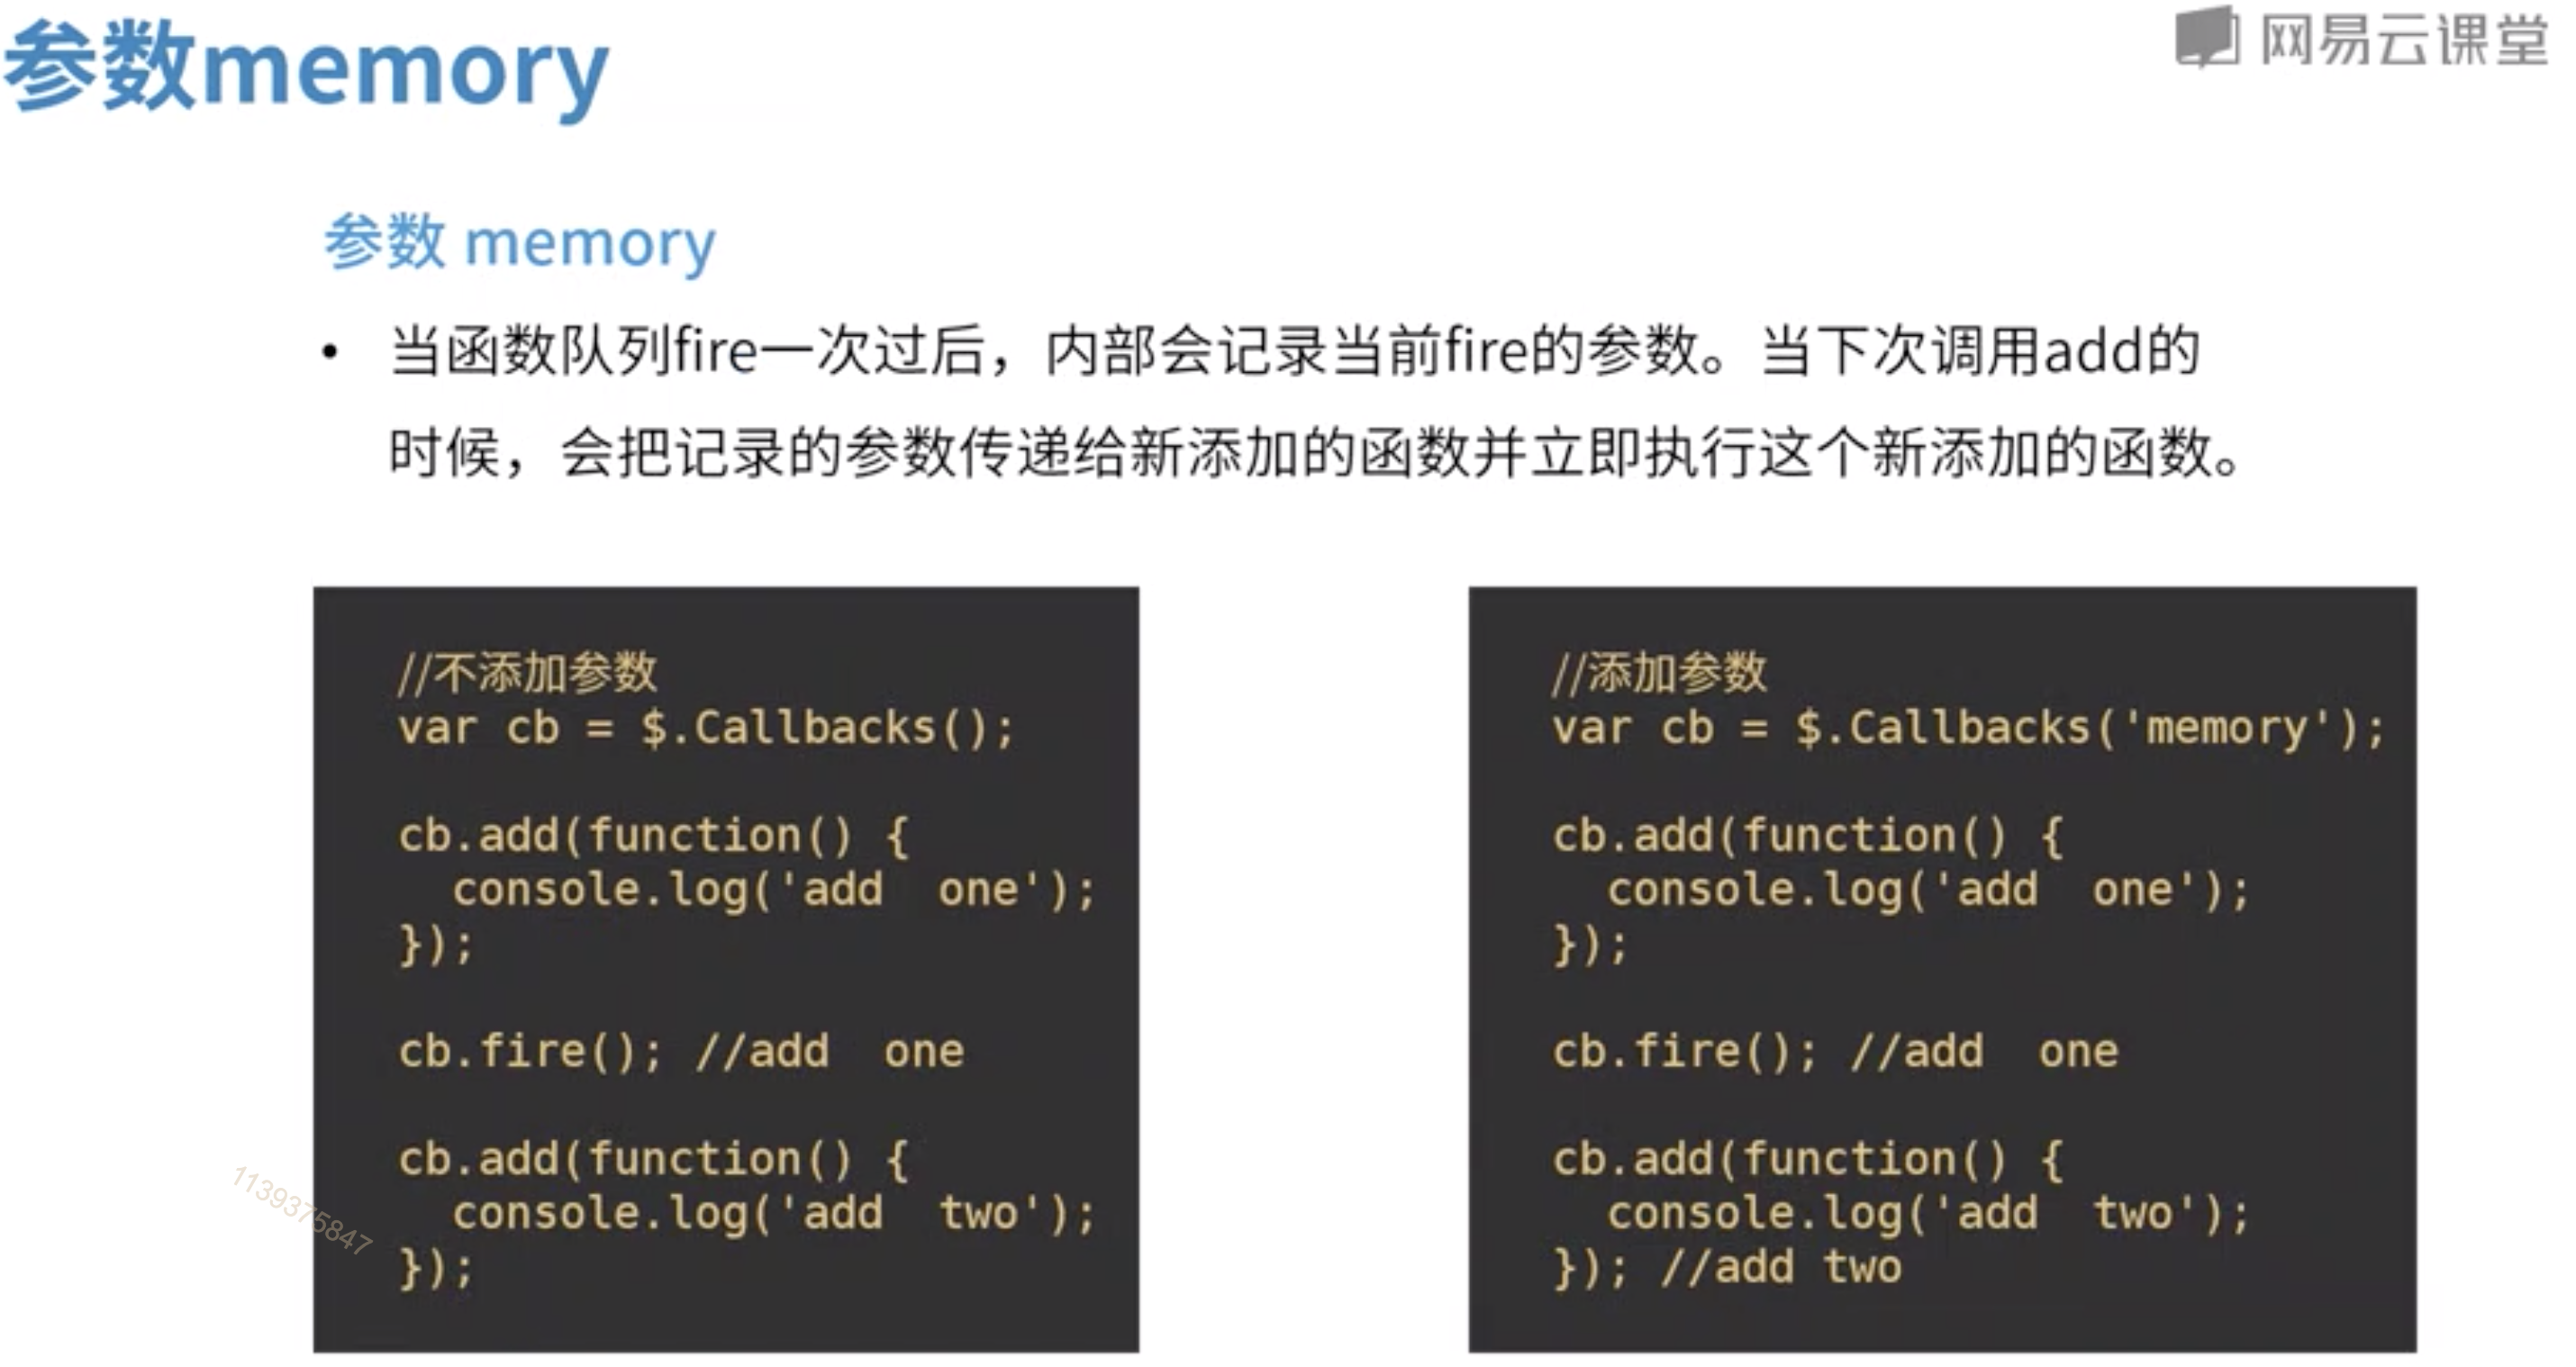 参数memory
网易云课堂
参数 memory
• 当函数队列fire一次过后，内部会记录当前fire的参数。当下次调用add的
时候，会把记录的参数传递给新添加的函数并立即执行这个新添加的函数。
//不添加参数
var cb = $.Callbacks();
cb.add(function() {
  console.log('add  one');
});
cb.fire(); //add  one
cb.add(function() {
  console.log('add  two');
});
//添加参数
var cb = $.Callbacks('memory');
cb.add(function() {
  console.log('add  one');
});
cb.fire(); //add  one
cb.add(function() {
  console.log('add  two');
}); //add two
1139375847